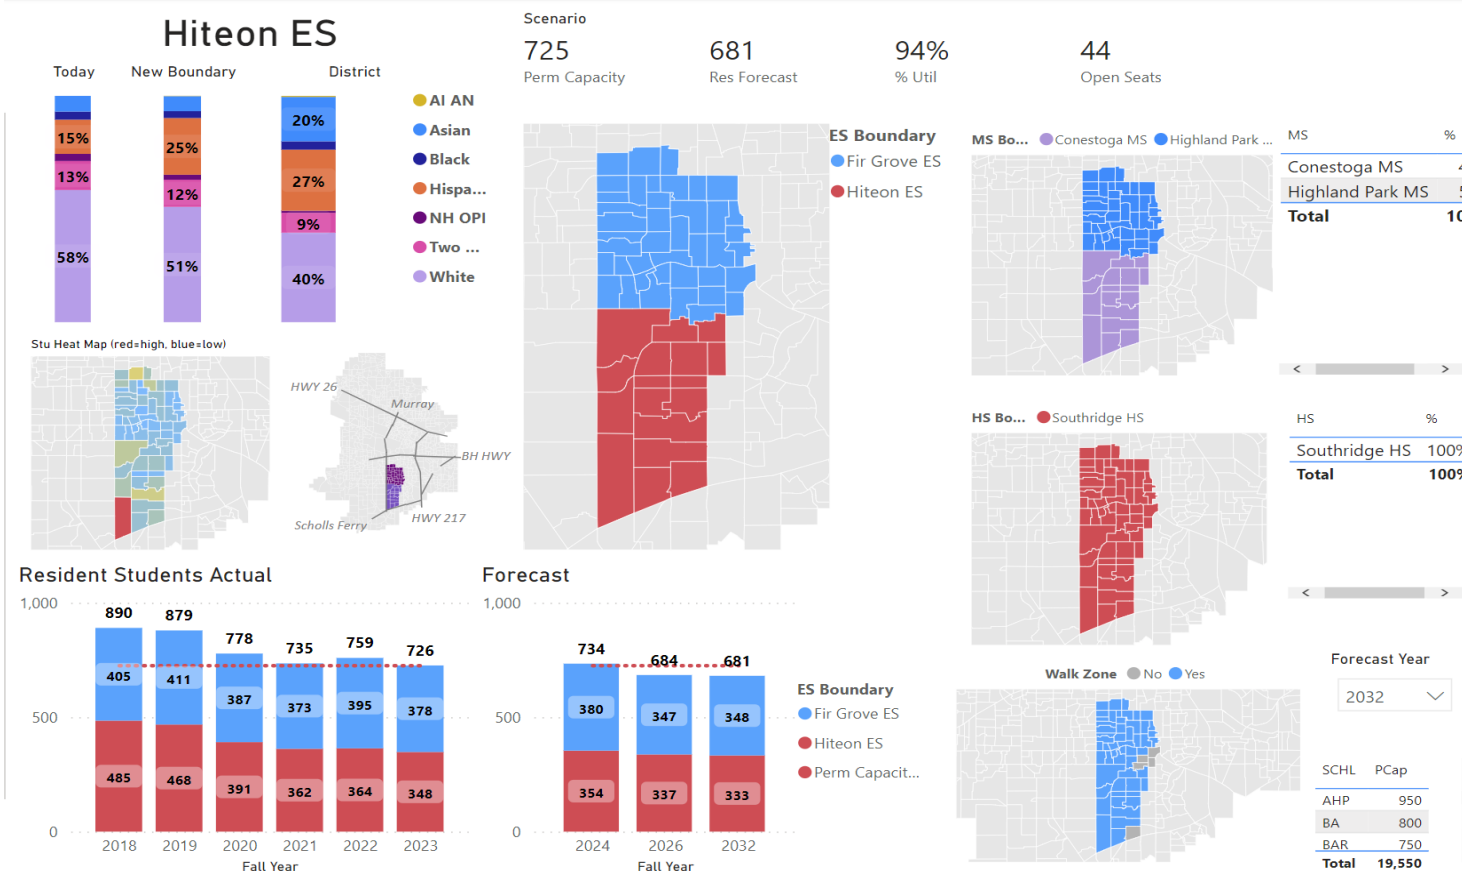 Hiteon ES
Today
New Boundary
District
15%
13%
58%
25%
12%
51%
20%
27%
9%
40%
AI AN
Asian
Black
Hispa...
NH OPI
Two ...
White
Scenario
725
Perm Capacity
681
Res Forecast
94%
% Util
44
Open Seats
ES Boundary
Fir Grove ES
Hiteon ES
MS Bo...
Conestoga MS
Highland Park ...
MS
%
Conestoga MS
Highland Park MS
Total
10
Stu Heat Map (red=high, blue=low)
HWY 26
Murray
BH HWY
HWY 217
Scholls Ferry
HS Bo...
Southridge HS
HS
%
Southridge HS
100%
Total
100%
Resident Students Actual
1,000
500
0
890
879
778
735
759
726
405
411
387
373
395
378
485
468
391
362
364
348
2018
2019
2020
2021
2022
2023
Fall Year
Forecast
1,000
500
0
734
684
681
380
347
348
354
337
333
2024
2026
2032
Fall Year
ES Boundary
Fir Grove ES
Hiteon ES
Perm Capacit...
Walk Zone
No
Yes
Forecast Year
2032
SCHL
PCap
AHP
950
BA
800
BAR
750
Total
19,550